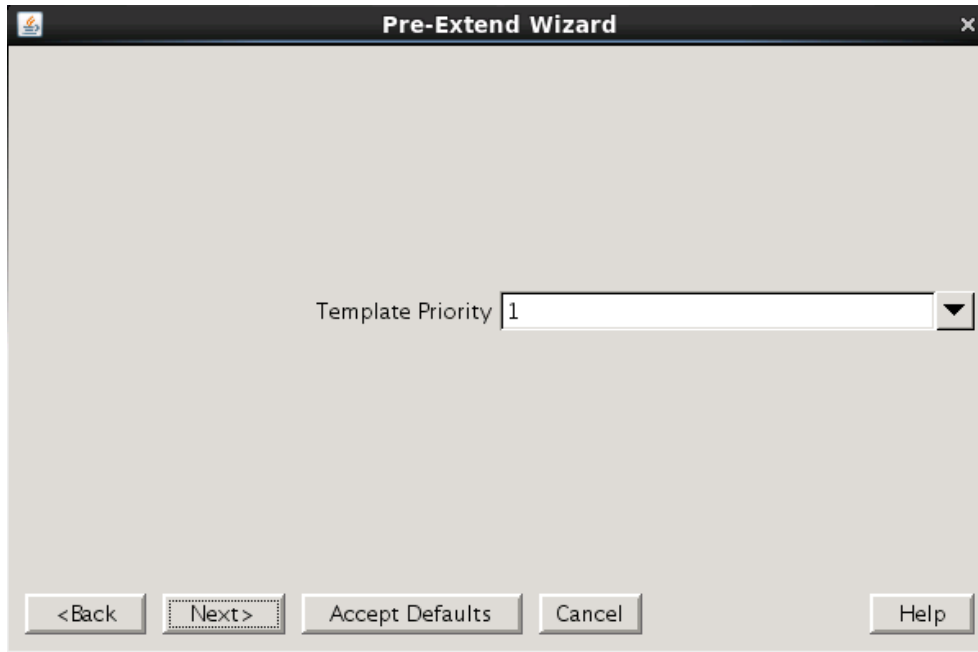 Pre-Extend Wizard
Template Priority 1
<Back Next> Accept Defaults Cancel Help